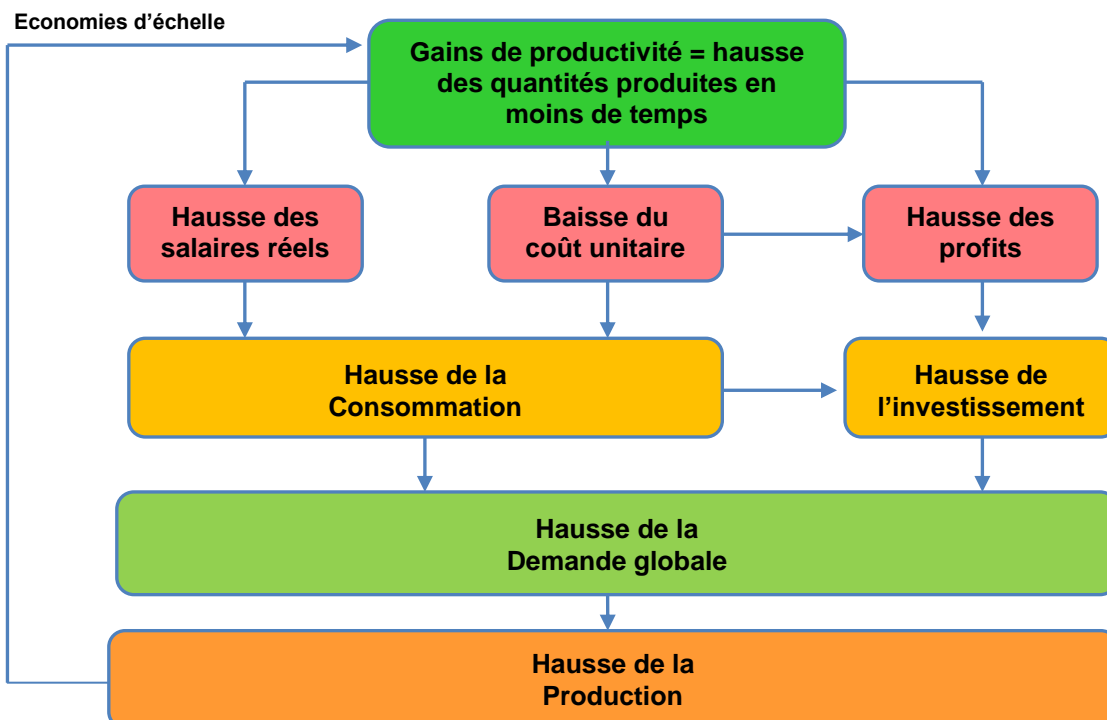 Economies d’échelle
Gains de productivité = hausse
des quantités produites en
moins de temps
Hausse des
salaires réels
Baisse du
coût unitaire
Hausse des
profits
Hausse de la
Consommation
Hausse de
l’investissement
Hausse de la
Demande globale
Hausse de la
Production